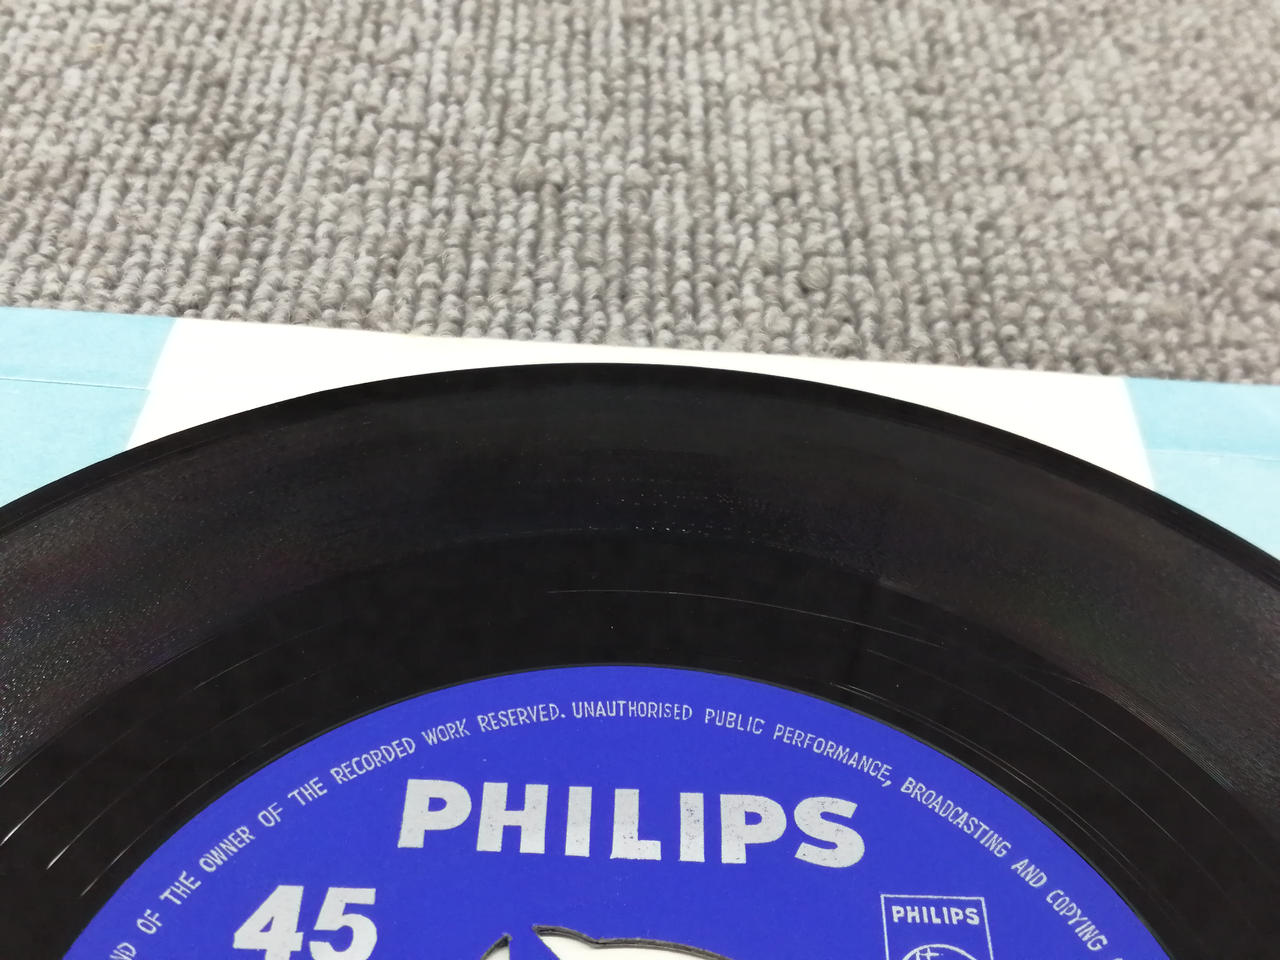 OF THE OWNER OF THE RECORDED WORK RESERVED. UNAUTHORISED PUBLIC PERFORMANCE, BROADCASTING AND COPYING
PHILIPS
45
PHILIPS